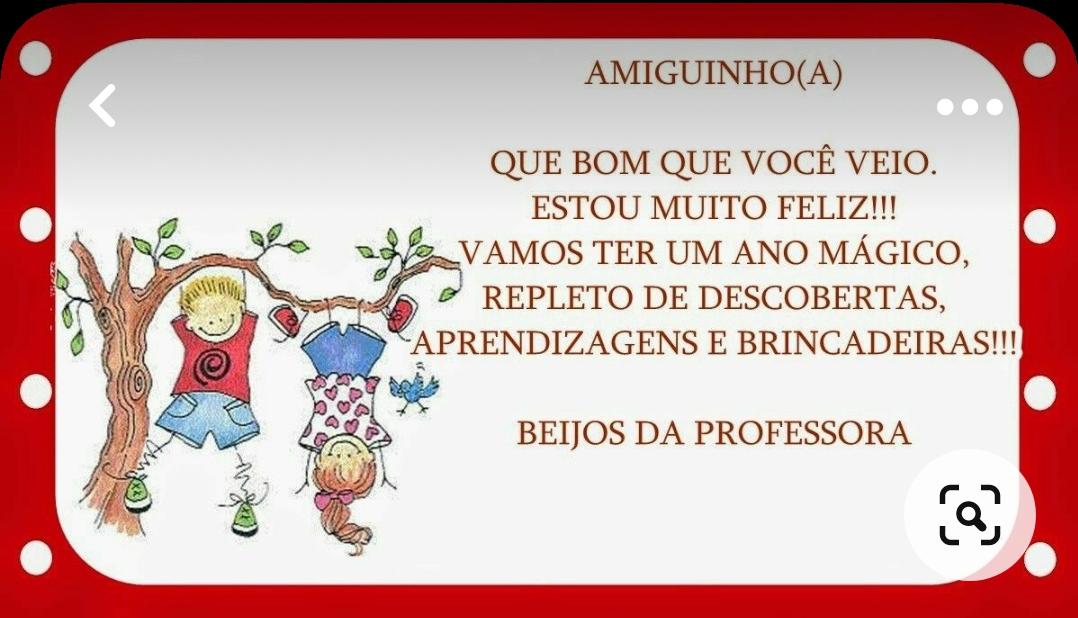 AMIGUINHO(A)
QUE BOM QUE VOCÊ VEIO.
ESTOU MUITO FELIZ!!!
VAMOS TER UM ANO MÁGICO,
REPLETO DE DESCOBERTAS,
APRENDIZAGENS E BRINCADEIRAS!!!
BEIJOS DA PROFESSORA